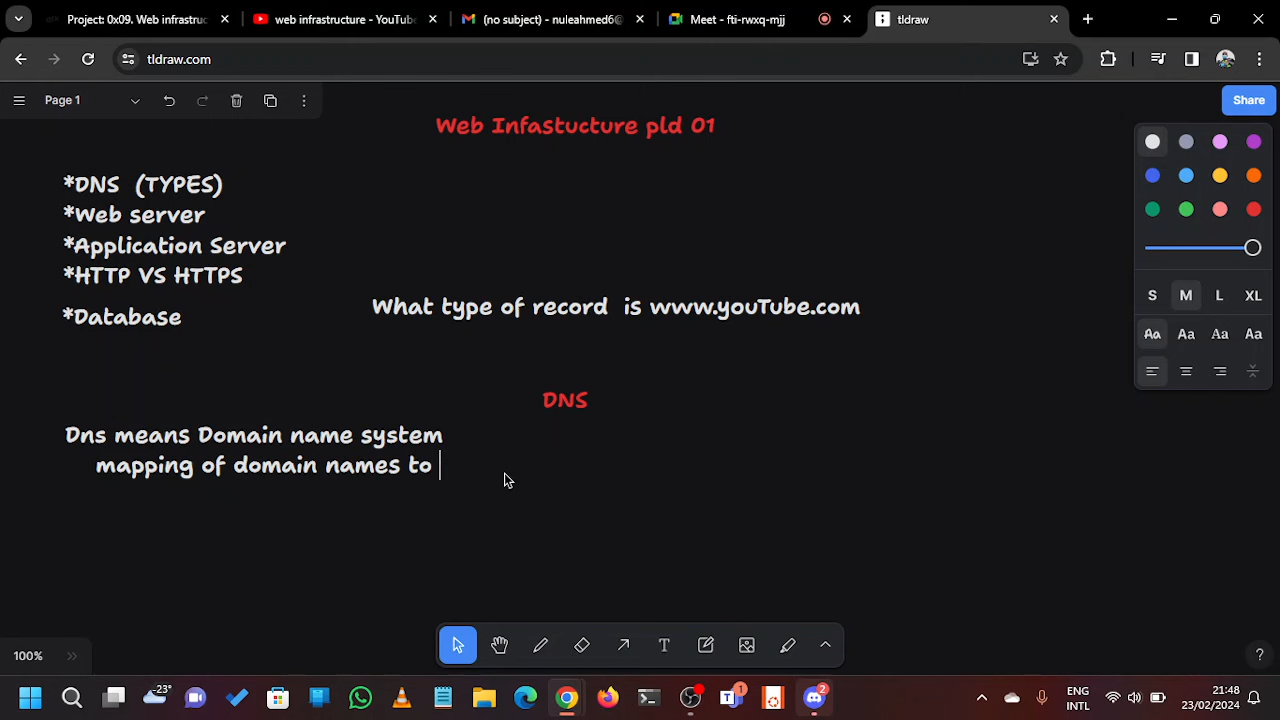 Project: 0x09. Web infrastruc
web infrastructure - YouTube
(no subject) - nuleahmed6@
Meet - fti-rwxq-mjj
tldraw
tldraw.com
Page 1
Share
Web Infastucture pld 01
*DNS (TYPES)
*Web server
*Application Server
*HTTP VS HTTPS
*Database
What type of record is www.youTube.com
DNS
Dns means Domain name system
mapping of domain names to
S M L XL
Aa Aa Aa Aa
T
100%
?
-23°
1
2
ENG
INTL
21:48
23/02/2024